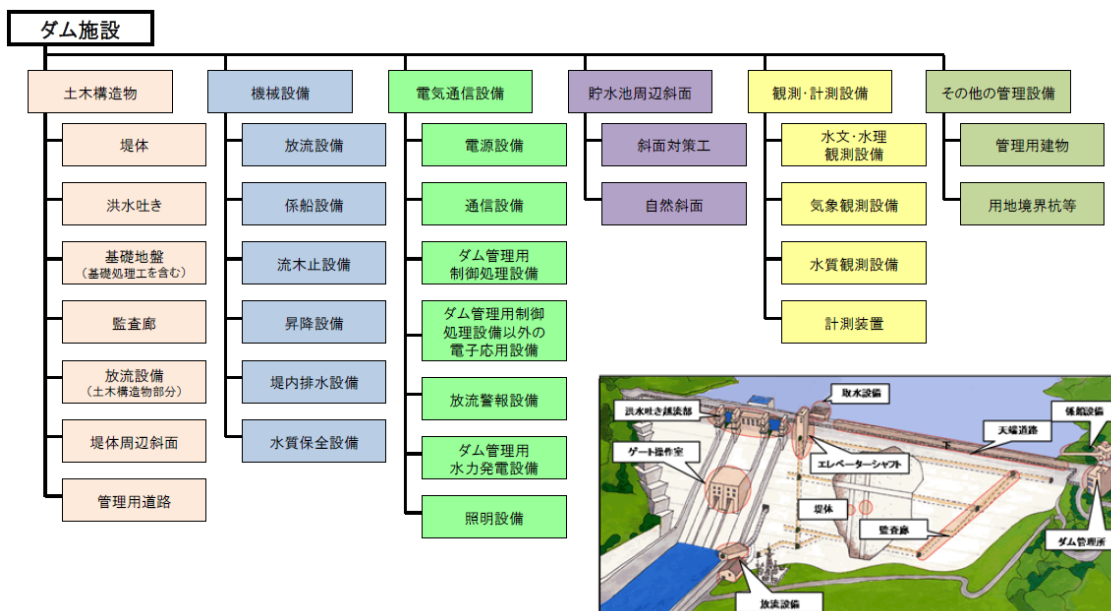 ダム施設
土木構造物
堤体
洪水吐き
基礎地盤
(基礎処理工を含む)
監査廊
放流設備
(土木構造物部分)
堤体周辺斜面
管理用道路
機械設備
放流設備
係船設備
流木止設備
昇降設備
堤内排水設備
水質保全設備
電気通信設備
電源設備
通信設備
ダム管理用
制御処理設備
ダム管理用制御
処理設備以外の
電子応用設備
放流警報設備
ダム管理用
水力発電設備
照明設備
貯水池周辺斜面
斜面対策工
自然斜面
観測・計測設備
水文・水理
観測設備
気象観測設備
水質観測設備
計測装置
その他の管理設備
管理用建物
用地境界杭等
取水設備
洪水吐き越流部
係船設備
天端道路
ゲート操作室
エレベーターシャフト
堤体
監査廊
ダム管理所
放流設備